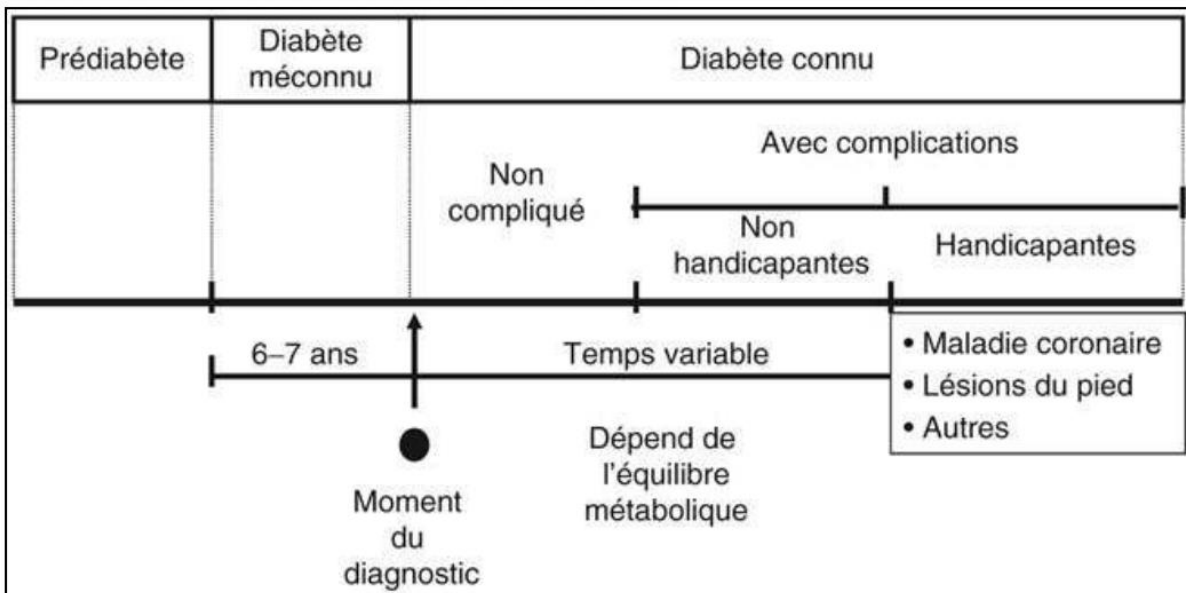 Prédiabète
Diabète
méconnu
Diabète connu
Avec complications
Non
compliqué
Non
handicapantes
Handicapantes
6–7 ans
Temps variable
• Maladie coronaire
• Lésions du pied
• Autres
Dépend de
l'équilibre
métabolique
Moment
du
diagnostic